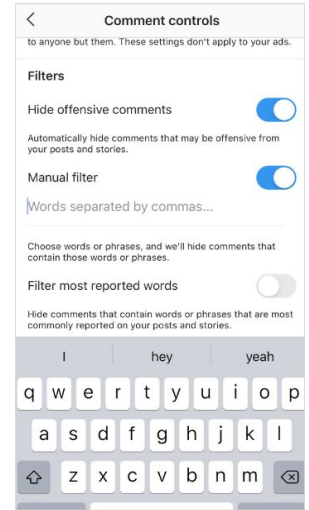 Comment controls
to anyone but them. These settings don't apply to your ads.
Filters
Hide offensive comments
Automatically hide comments that may be offensive from
your posts and stories.
Manual filter
Words separated by commas...
Choose words or phrases, and we'll hide comments that
contain those words or phrases.
Filter most reported words
Hide comments that contain words or phrases that are most
commonly reported on your posts and stories.
I hey yeah
q w e r t y u i o p
a s d f g h j k l
z x c v b n m